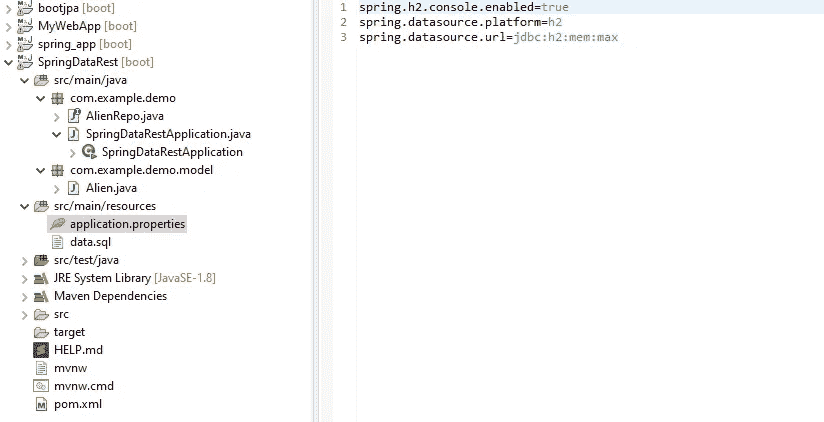 bootjpa [boot]
MyWebApp [boot]
spring_app [boot]
SpringDataRest [boot]
src/main/java
com.example.demo
AlienRepo.java
SpringDataRestApplication.java
SpringDataRestApplication
com.example.demo.model
Alien.java
src/main/resources
application.properties
data.sql
src/test/java
JRE System Library [JavaSE-1.8]
Maven Dependencies
src
target
HELP.md
mvnw
mvnw.cmd
pom.xml
1 spring.h2.console.enabled=true
2 spring.datasource.platform=h2
3 spring.datasource.url=jdbc:h2:mem:max